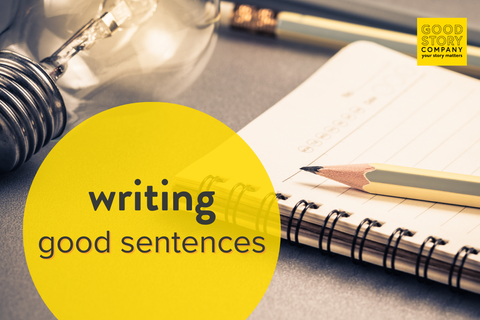 GOOD
STORY
COMPANY
your story matters
writing
good sentences